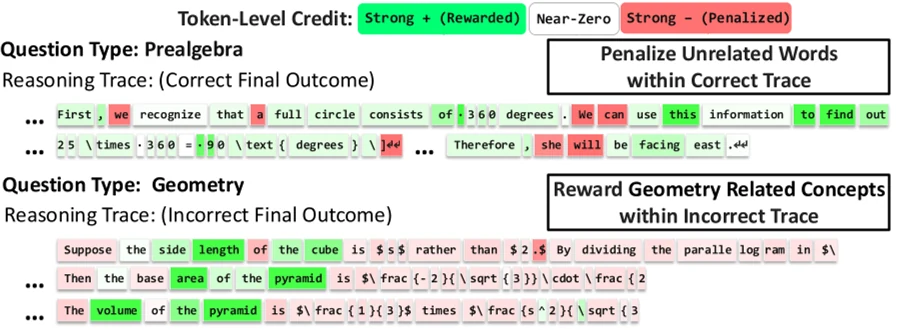 Token-Level Credit: Strong + (Rewarded) Near-Zero Strong – (Penalized)
Question Type: Prealgebra
Reasoning Trace: (Correct Final Outcome)
Penalize Unrelated Words
within Correct Trace
... First , we recognize that a full circle consists of · 3 6 0 degrees . We can use this information to find out
... 2 5 \ times · 3 6 0 = · 9 0 \ text { degrees } \ ]↵↵ ... Therefore , she will be facing east .↵↵
Question Type: Geometry
Reasoning Trace: (Incorrect Final Outcome)
Reward Geometry Related Concepts
within Incorrect Trace
Suppose the side length of the cube is $ s $ rather than $ 2 .$ By dividing the paralle log ram in $\
... Then the base area of the pyramid is $\ frac {- 2 }{ \ sqrt { 3 }} \ cdot \ frac { 2
... The volume of the pyramid is $\ frac { 1 }{ 3 }$ times $\ frac {s ^ 2 }{ \ sqrt { 3